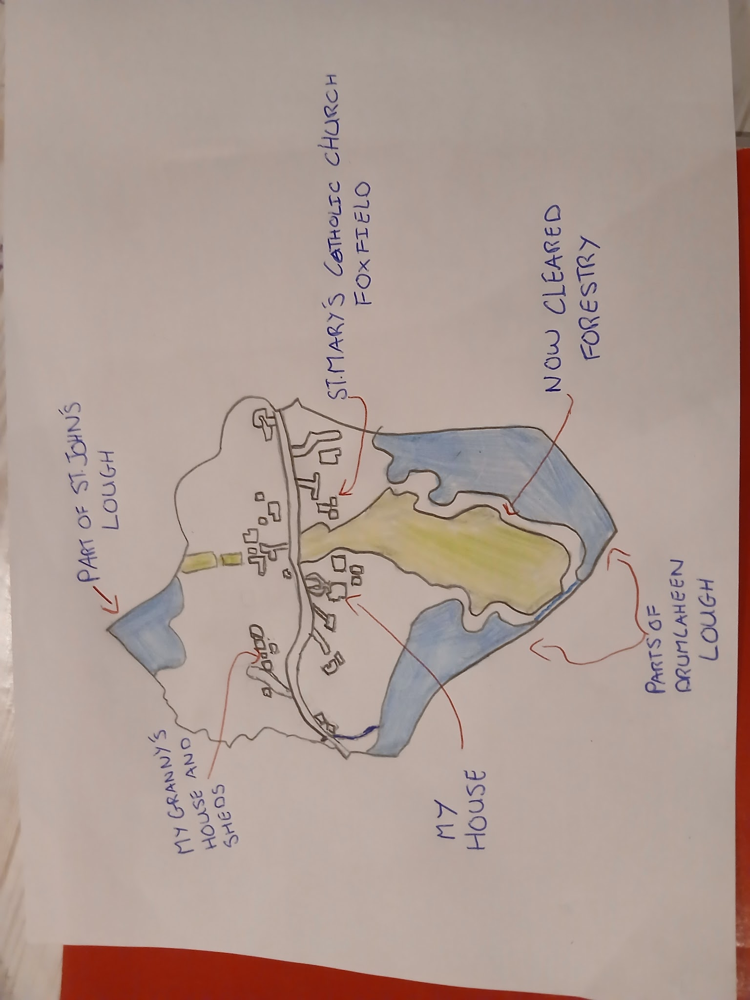 PART OF ST.JOHN'S
LOUGH
MY GRANNY'S
HOUSE AND
SHEDS
ST.MARY'S CATHOLIC CHURCH
FOXFIELD
MY
HOUSE
NOW CLEARED
FORESTRY
PARTS OF
DRUMLAHEEN
LOUGH